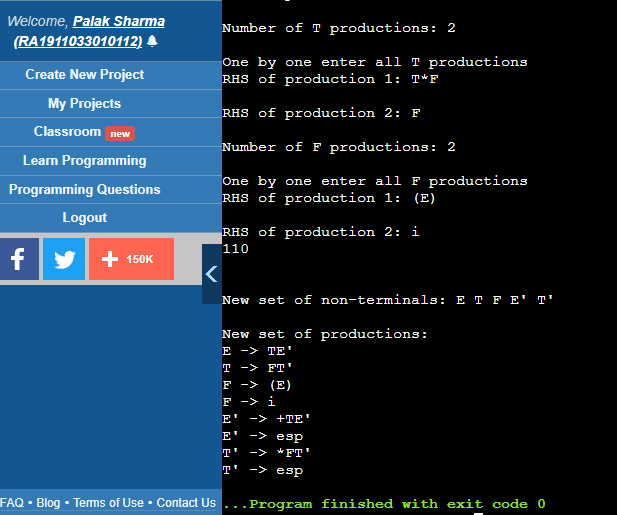 Welcome, Palak Sharma
(RA1911033010112)
Create New Project
My Projects
Classroom new
Learn Programming
Programming Questions
Logout
f
+ 150K
<
FAQ • Blog • Terms of Use • Contact Us
Number of T productions: 2
One by one enter all T productions
RHS of production 1: T*F
RHS of production 2: F
Number of F productions: 2
One by one enter all F productions
RHS of production 1: (E)
RHS of production 2: i
110
New set of non-terminals: E T F E' T'
New set of productions:
E -> TE'
T -> FT'
F -> (E)
F -> i
E' -> +TE'
E' -> esp
T' -> *FT'
T' -> esp
...Program finished with exit code 0